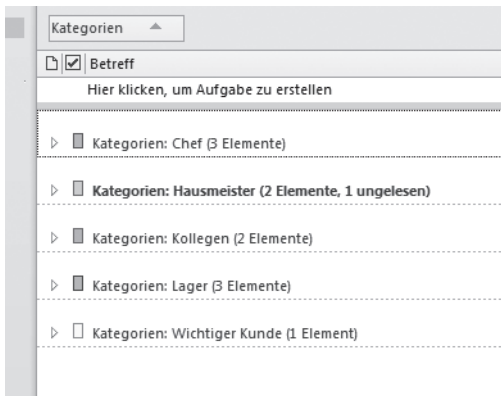 Kategorien
Betreff
Hier klicken, um Aufgabe zu erstellen
Kategorien: Chef (3 Elemente)
Kategorien: Hausmeister (2 Elemente, 1 ungelesen)
Kategorien: Kollegen (2 Elemente)
Kategorien: Lager (3 Elemente)
Kategorien: Wichtiger Kunde (1 Element)